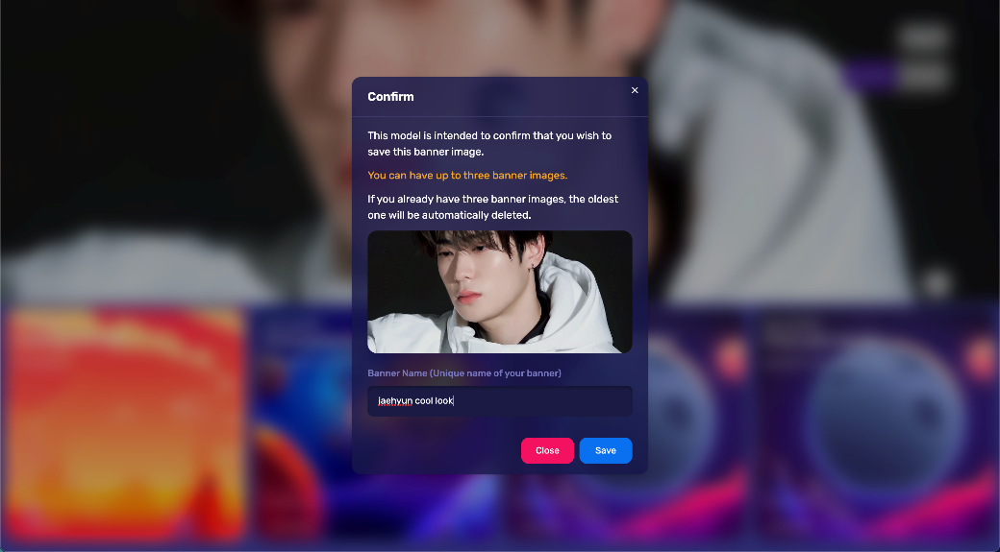 Confirm
This model is intended to confirm that you wish to
save this banner image.
You can have up to three banner images.
If you already have three banner images, the oldest
one will be automatically deleted.
Banner Name (Unique name of your banner)
jaehyun cool look
Close
Save